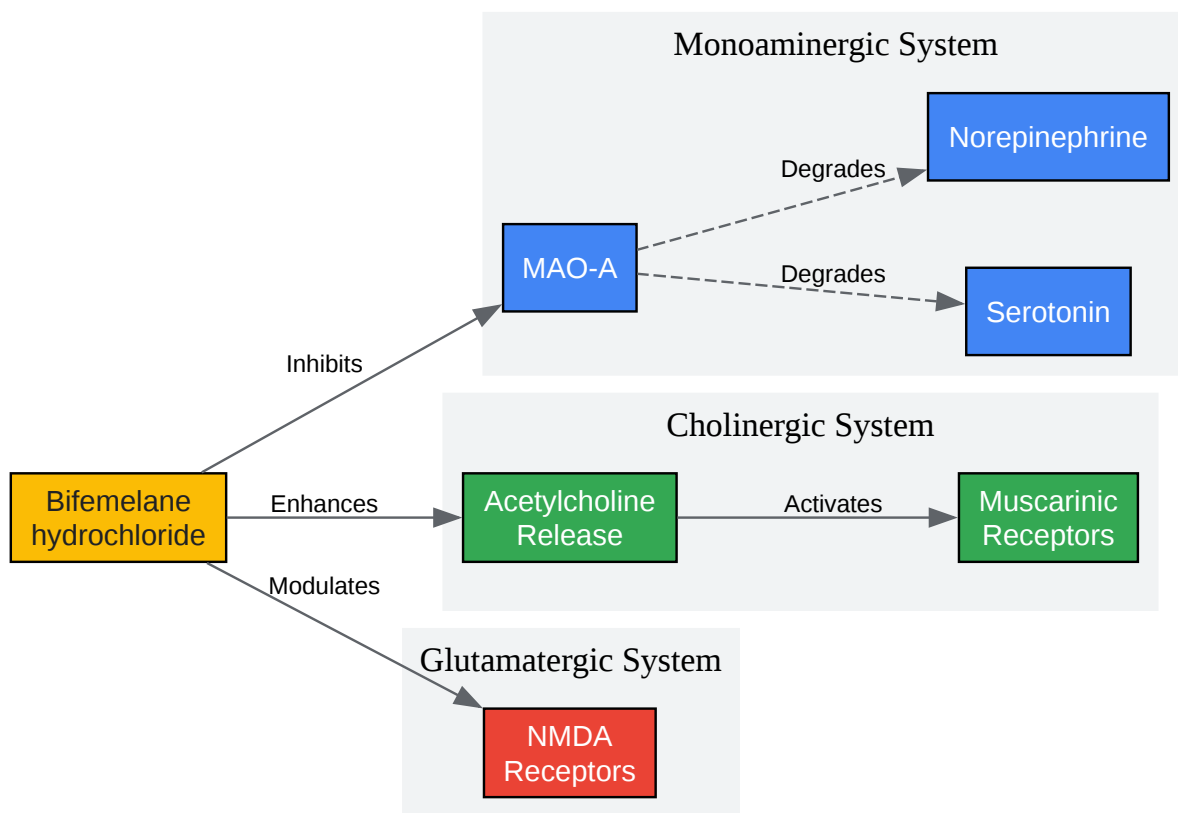 Monoaminergic System
Norepinephrine
Degrades
MAO-A
Degrades
Serotonin
Inhibits
Cholinergic System
Bifemelane
hydrochloride
Enhances
Acetylcholine
Release
Activates
Muscarinic
Receptors
Modulates
Glutamatergic System
NMDA
Receptors